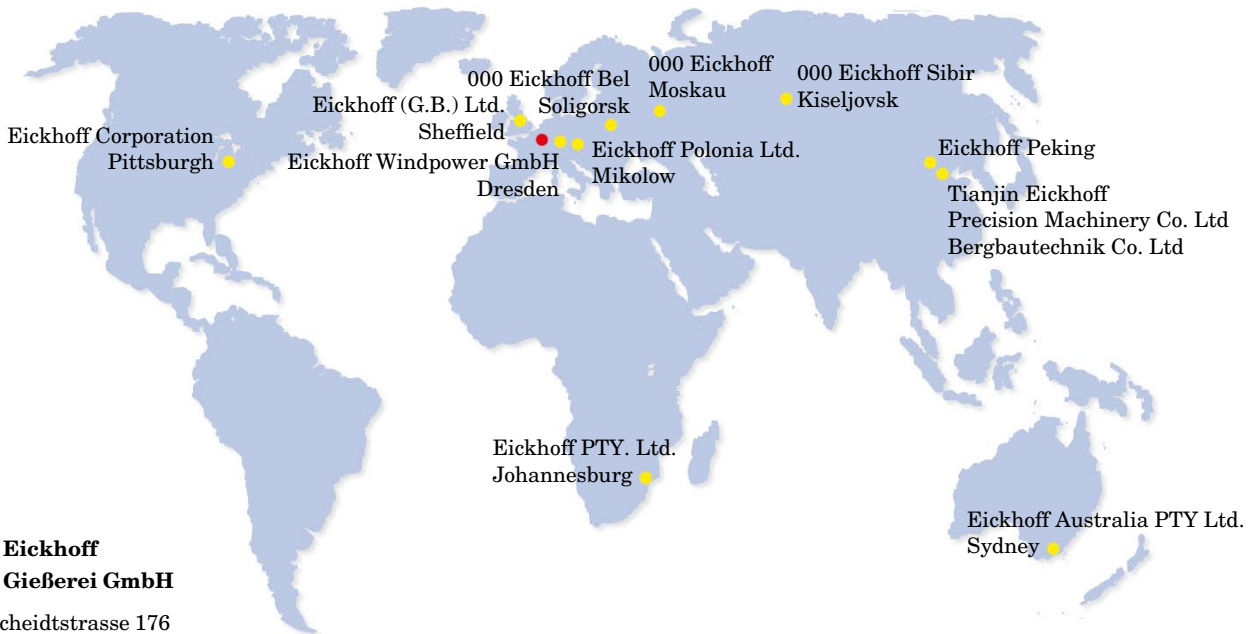 000 Eickhoff Bel
Soligorsk
000 Eickhoff
Moskau
000 Eickhoff Sibir
Kiseljovsk
Eickhoff (G.B.) Ltd.
Sheffield
Eickhoff Corporation
Pittsburgh
Eickhoff Windpower GmbH
Dresden
Eickhoff Polonia Ltd.
Mikolow
Eickhoff Peking
Tianjin Eickhoff
Precision Machinery Co. Ltd
Bergbautechnik Co. Ltd
Eickhoff PTY. Ltd.
Johannesburg
Eickhoff Australia PTY Ltd.
Sydney
Eickhoff
Gießerei GmbH
cheidtstrasse 176